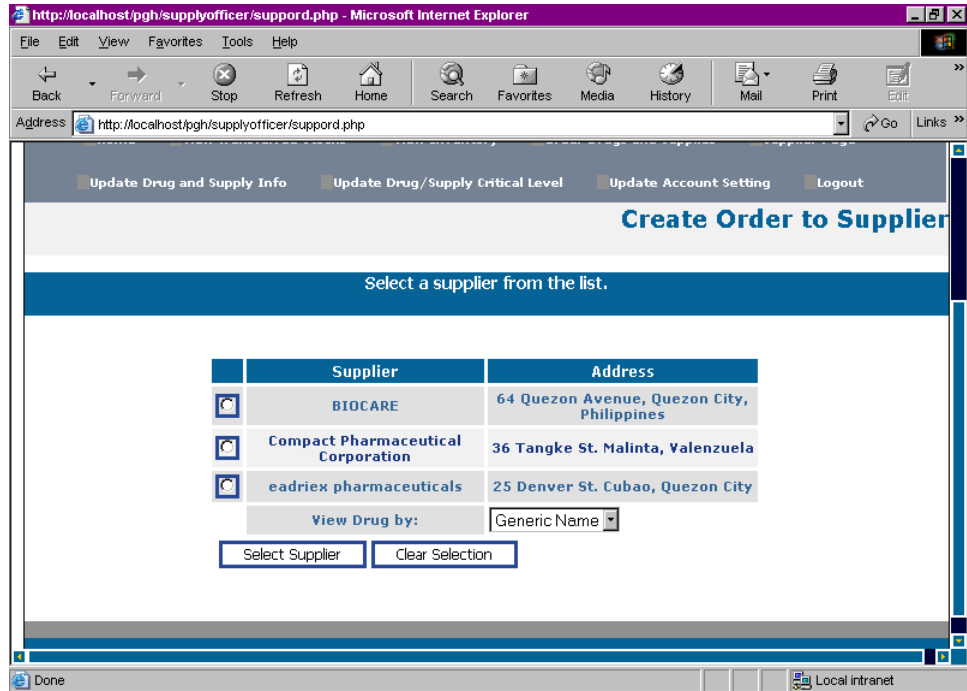 http://localhost/pgh/supplyofficer/suppord.php - Microsoft Internet Explorer
File Edit View Favorites Tools Help
Back Forward Stop Refresh Home Search Favorites Media History Mail Print Edit »
Address http://localhost/pgh/supplyofficer/suppord.php Go Links »
Update Drug and Supply Info Update Drug/Supply Critical Level Update Account Setting Logout
Create Order to Supplier
Select a supplier from the list.
Supplier Address
BIOCARE 64 Quezon Avenue, Quezon City,
Philippines
Compact Pharmaceutical
Corporation 36 Tangke St. Malinta, Valenzuela
eadriex pharmaceuticals 25 Denver St. Cubao, Quezon City
View Drug by: Generic Name
Select Supplier Clear Selection
Done Local intranet